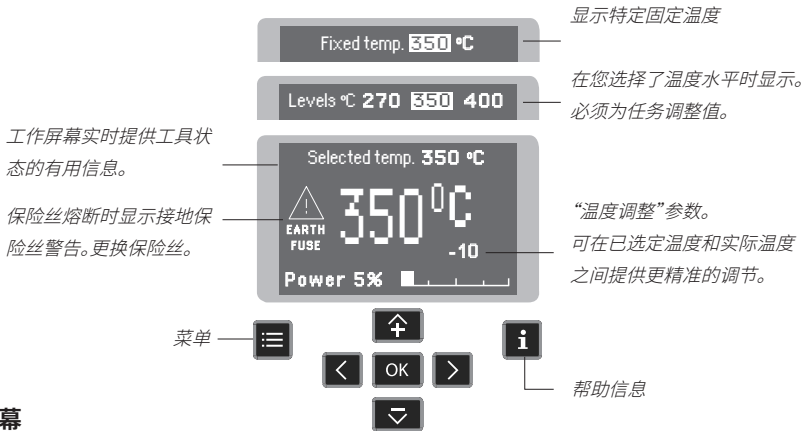 显示特定固定温度
Fixed temp. 350 ºC
在您选择了温度水平时显示。
必须为任务调整值。
Levels ºC 270 350 400
工作屏幕实时提供工具状
态的有用信息。
Selected temp. 350 ºC
保险丝熔断时显示接地保
险丝警告。更换保险丝。
EARTH
FUSE
350ºC
-10
“温度调整”参数。
可在已选定温度和实际温度
之间提供更精准的调节。
Power 5%
菜单
OK
i
帮助信息
幕